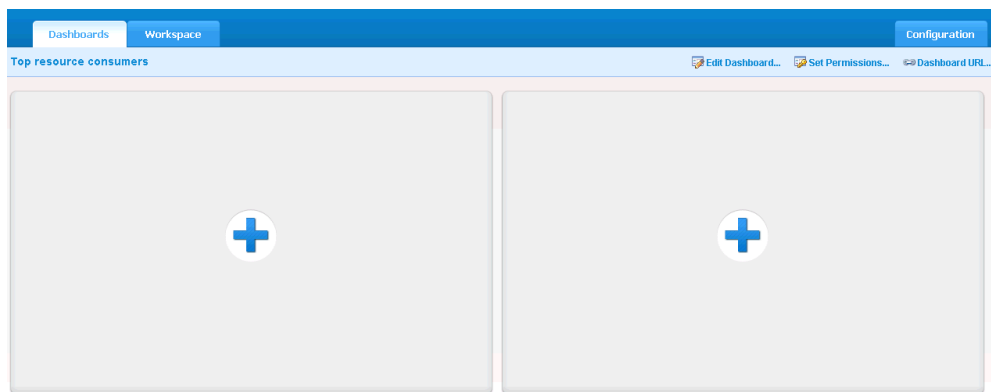 Dashboards Workspace Configuration
Top resource consumers Edit Dashboard... Set Permissions... Dashboard URL...